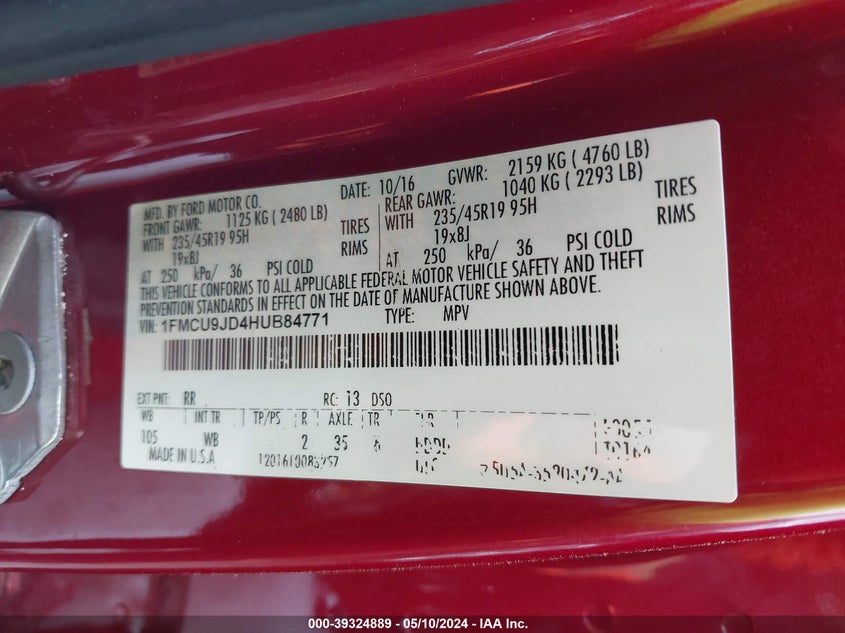 MFD. BY FORD MOTOR CO. DATE: 10/16 GVWR: 2159 KG ( 4760 LB)
FRONT GAWR: 1125 KG ( 2480 LB) REAR GAWR: 1040 KG ( 2293 LB)
WITH 235/45R19 95H TIRES WITH 235/45R19 95H TIRES
19x8J RIMS 19x8J RIMS
AT 250 kPa/ 36 PSI COLD AT 250 kPa/ 36 PSI COLD
THIS VEHICLE CONFORMS TO ALL APPLICABLE FEDERAL MOTOR VEHICLE SAFETY AND THEFT
PREVENTION STANDARDS IN EFFECT ON THE DATE OF MANUFACTURE SHOWN ABOVE.
VIN: 1FMCU9JD4HUB84771 TYPE: MPV
EXT PNT: RR RC: 13 DSO
WB INT TR TP/PS R AXLE TR
105 WB 2 35
MADE IN U.S.A
000-39324889 - 05/10/2024 - IAA Inc.